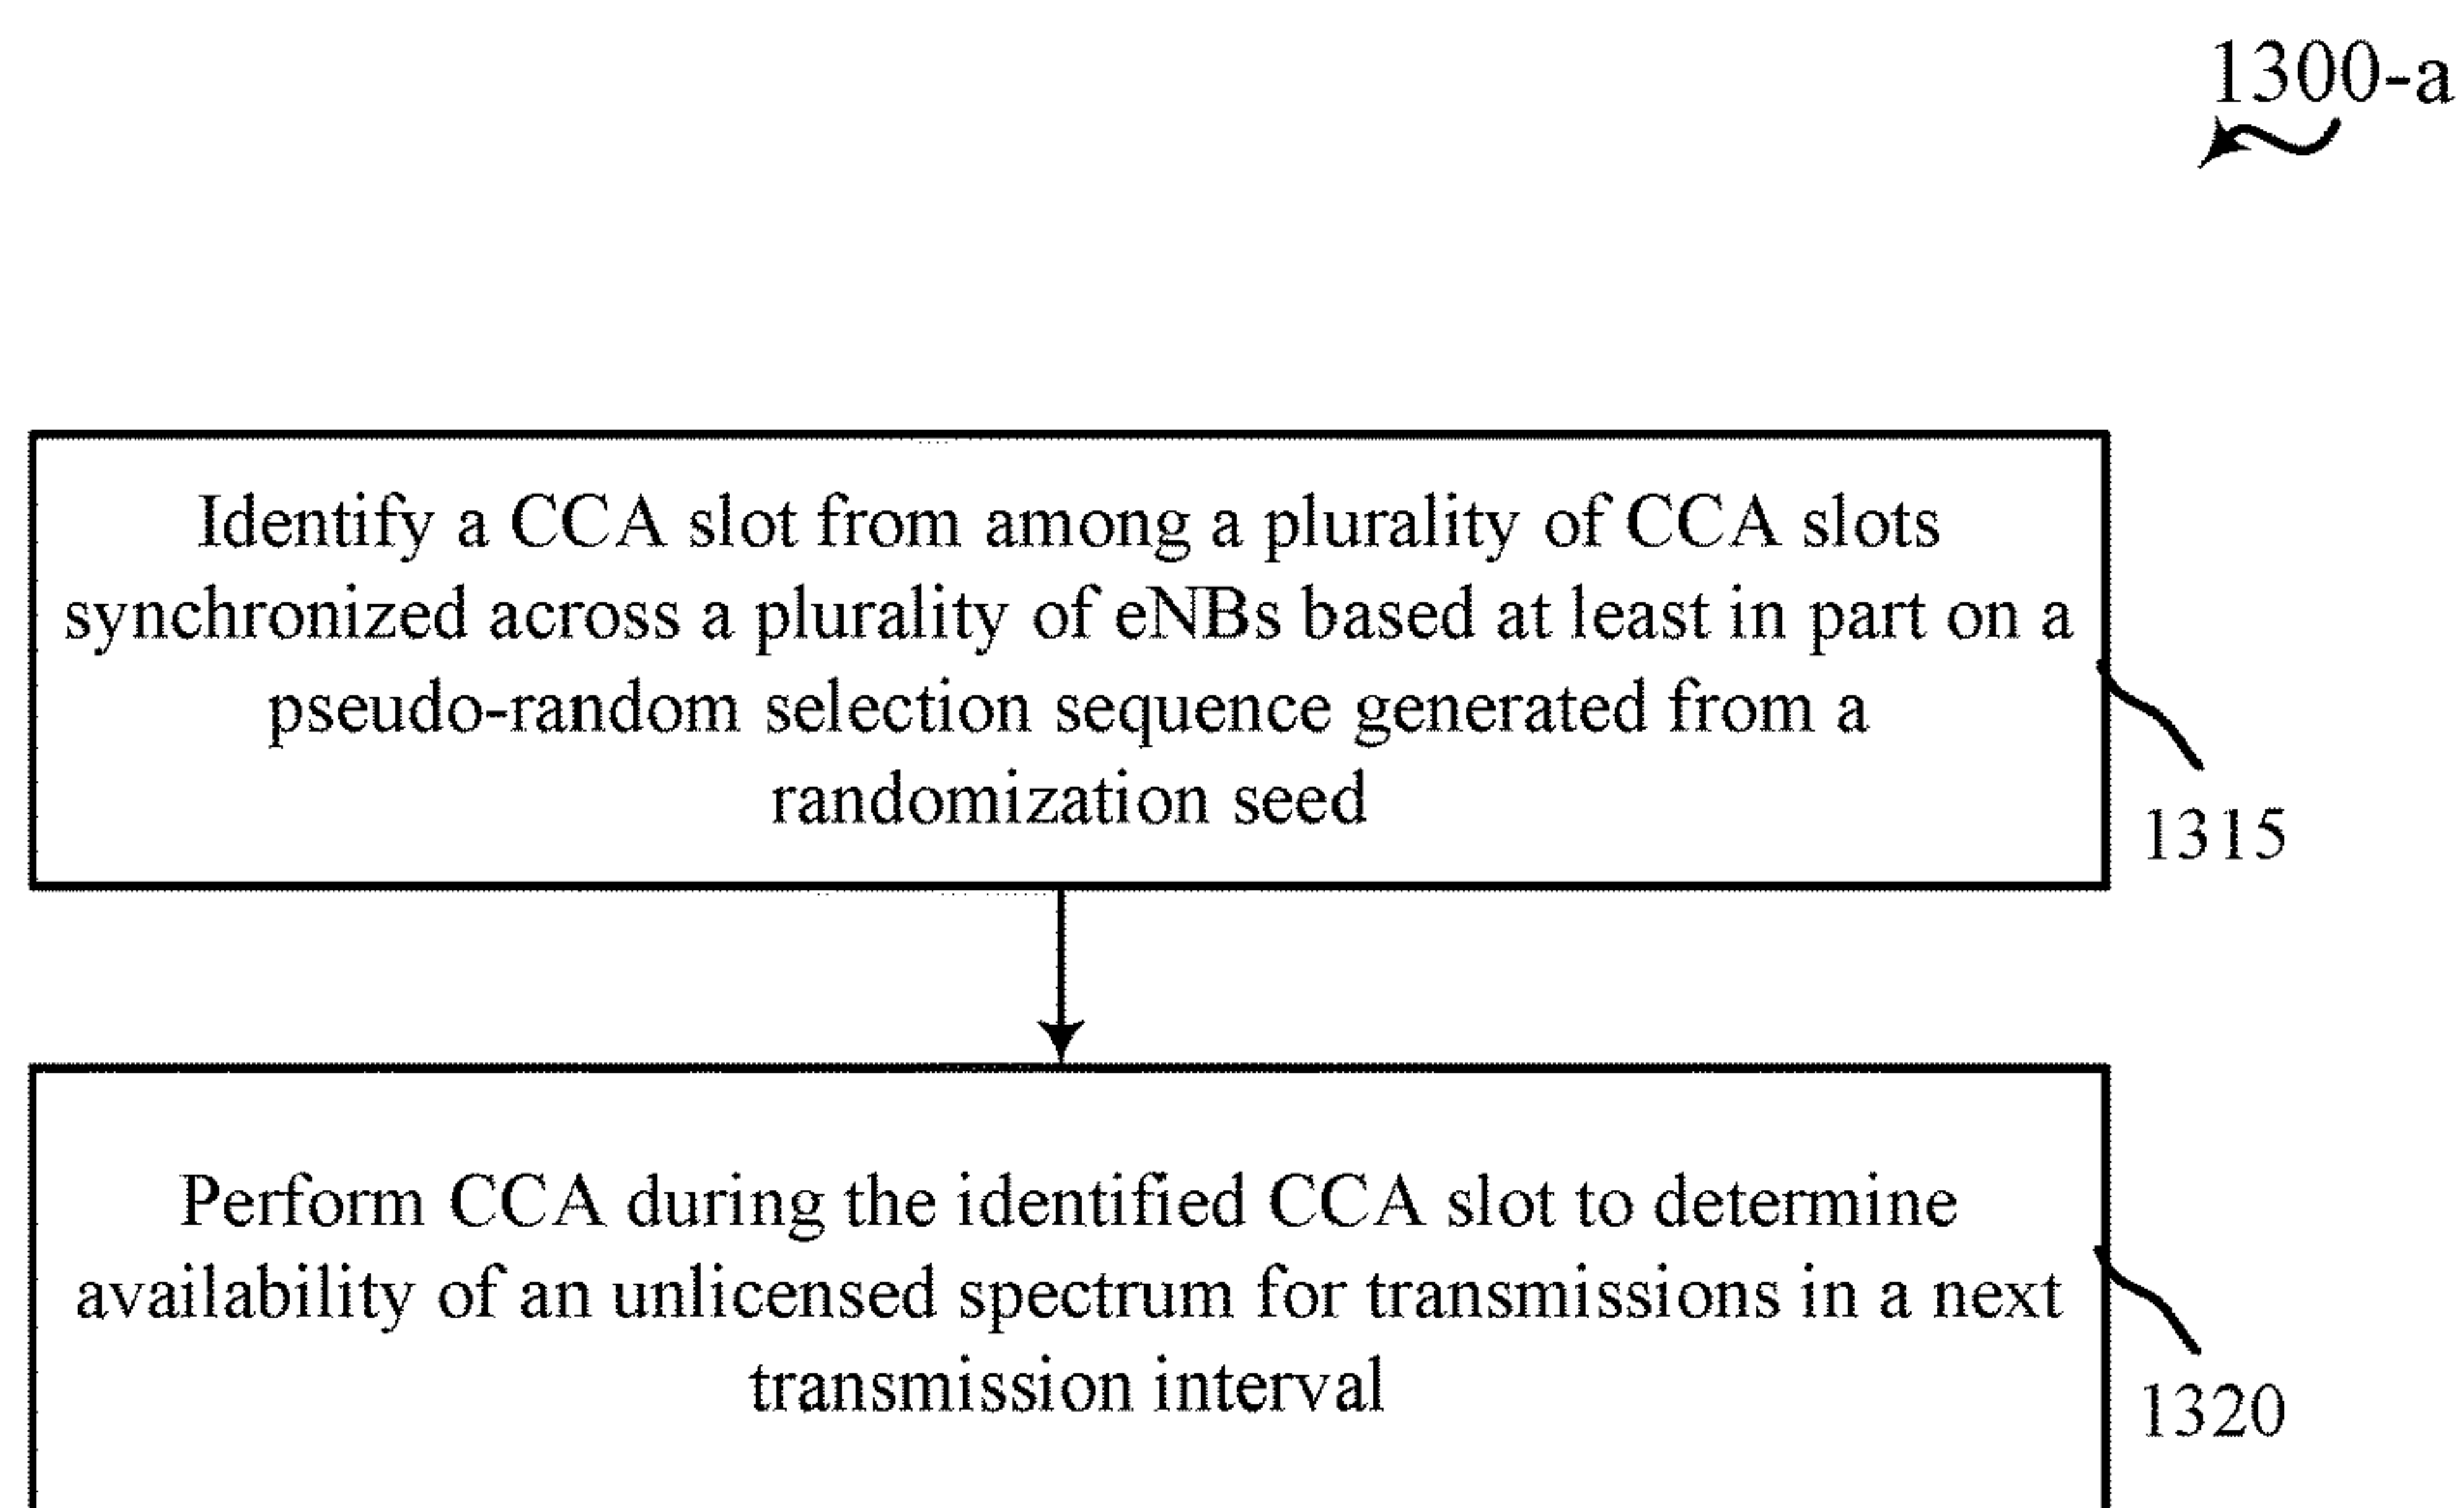 1300-a
Identify a CCA slot from among a plurality of CCA slots
synchronized across a plurality of eNBs based at least in part on a
pseudo-random selection sequence generated from a
randomization seed
1315
Perform CCA during the identified CCA slot to determine
availability of an unlicensed spectrum for transmissions in a next
transmission interval
1320